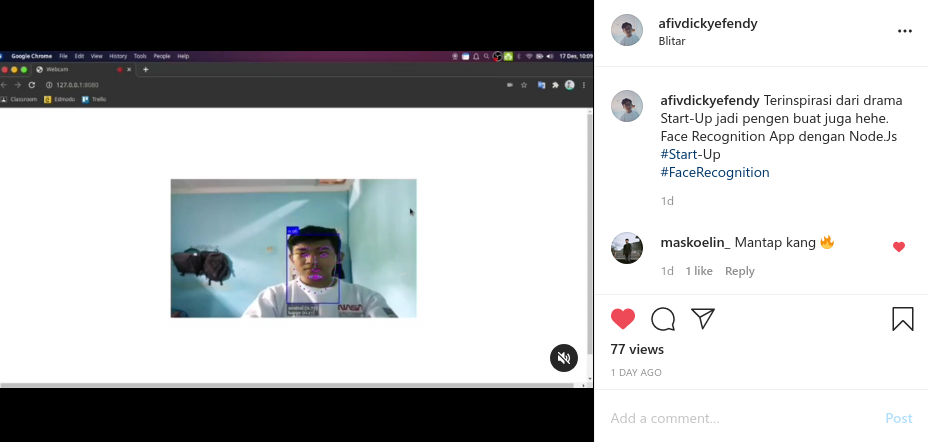 afivdickyefendy
Blitar
Google Chrome File Edit View History Tools People Help
17 Des, 10:09
Webcam
127.0.0.1:8080
Classroom Edmodo Trello
NASA
afivdickyefendy Terinspirasi dari drama
Start-Up jadi pengen buat juga hehe.
Face Recognition App dengan Node.Js
#Start-Up
#FaceRecognition
1d
maskoelin_ Mantap kang 🔥
1d 1 like Reply
77 views
1 DAY AGO
Add a comment... Post